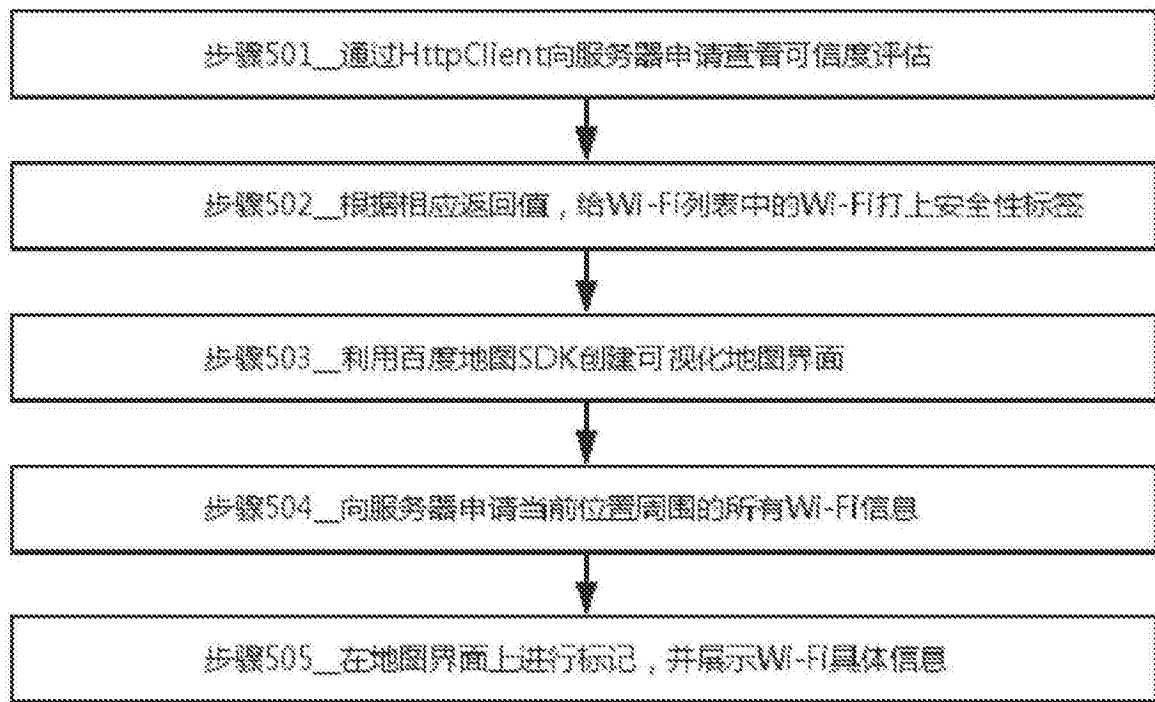 步骤501__通过HttpClient向服务器申请查看可信度评估
步骤502__根据相应返回值，给Wi-Fi列表中的Wi-Fi打上安全性标签
步骤503__利用百度地图SDK创建可视化地图界面
步骤504__向服务器申请当前位置周围的所有Wi-Fi信息
步骤505__在地图界面上进行标记，并展示Wi-Fi具体信息